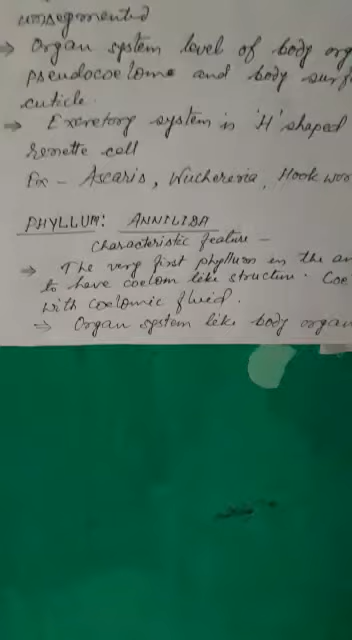 unsegmented
⇒ Organ system level of body org
pseudocoelome and body surf
cuticle.
⇒ Excretory system is 'H' shaped
renette cell
Ex - Ascaris, Wuchereria, Hook wo
PHYLLUM: ANNILIDA
Characteristic feature -
⇒ The very first phyllum in the an
to have coelom like structure. Coe
with coelomic fluid.
⇒ Organ system like body organ